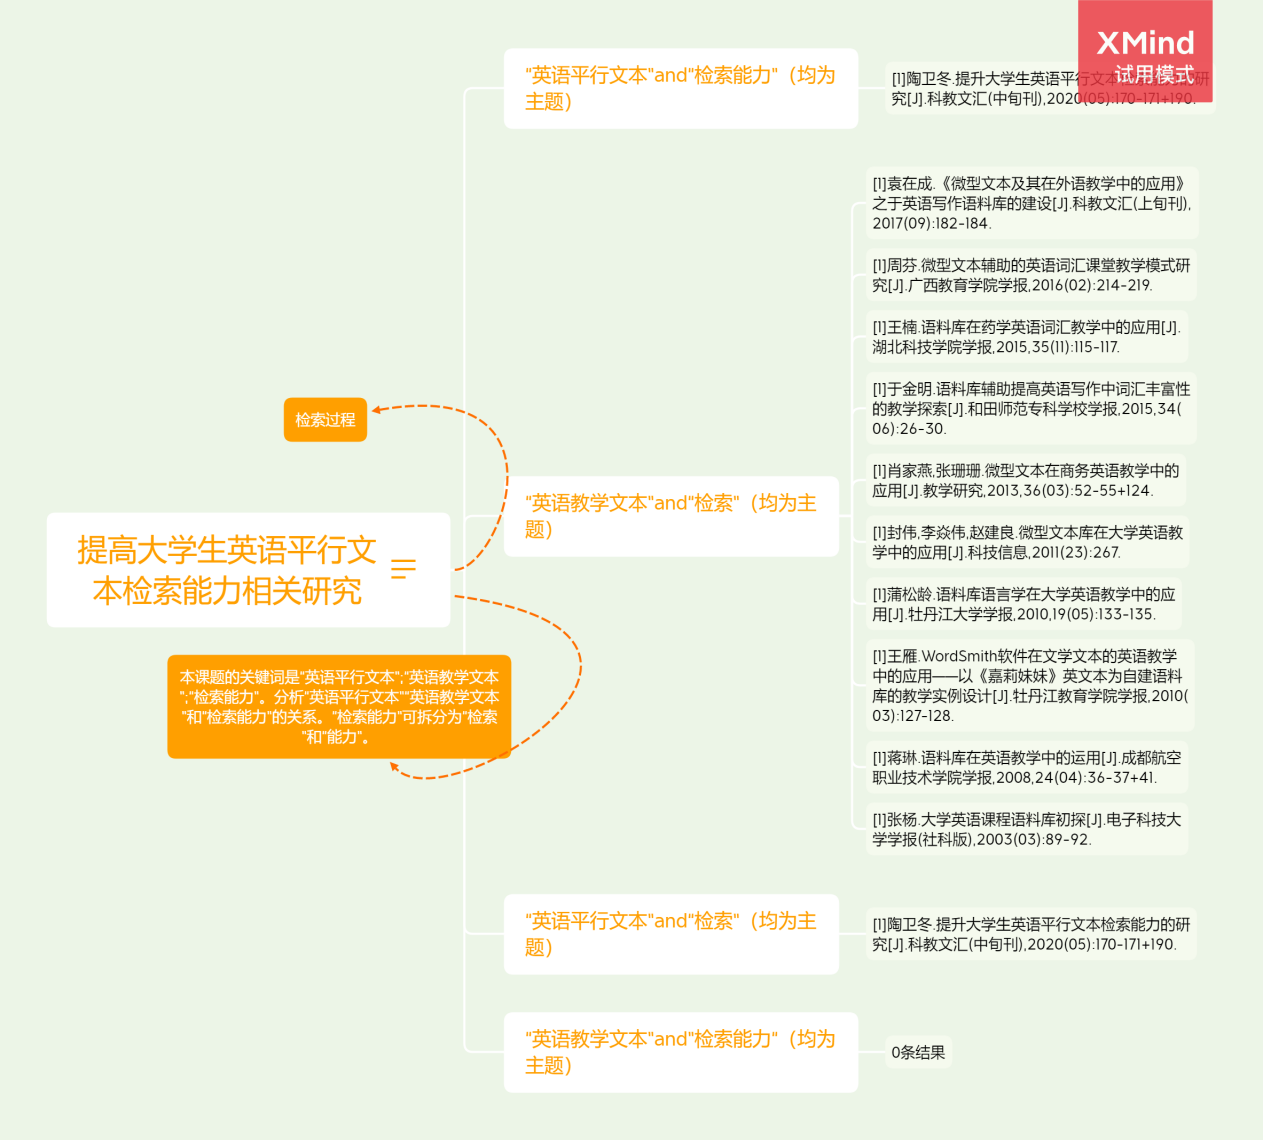 XMind
试用模式
"英语平行文本"and"检索能力"（均为
主题）
[1]陶卫冬.提升大学生英语平行文本检索能力的研
究[J].科教文汇(中旬刊),2020(05):170-171+190.
[1]袁在成.《微型文本及其在外语教学中的应用》
之于英语写作语料库的建设[J].科教文汇(上旬刊),
2017(09):182-184.
[1]周芬.微型文本辅助的英语词汇课堂教学模式研
究[J].广西教育学院学报,2016(02):214-219.
[1]王楠.语料库在药学英语词汇教学中的应用[J].
湖北科技学院学报,2015,35(11):115-117.
[1]于金明.语料库辅助提高英语写作中词汇丰富性
的教学探索[J].和田师范专科学校学报,2015,34(
06):26-30.
检索过程
[1]肖家燕,张珊珊.微型文本在商务英语教学中的
应用[J].教学研究,2013,36(03):52-55+124.
"英语教学文本"and"检索"（均为主
题）
[1]封伟,李焱伟,赵建良.微型文本库在大学英语教
学中的应用[J].科技信息,2011(23):267.
提高大学生英语平行文
本检索能力相关研究
[1]蒲松龄.语料库语言学在大学英语教学中的应
用[J].牡丹江大学学报,2010,19(05):133-135.
[1]王雁.WordSmith软件在文学文本的英语教学
中的应用——以《嘉莉妹妹》英文本为自建语料
库的教学实例设计[J].牡丹江教育学院学报,2010(
03):127-128.
本课题的关键词是"英语平行文本";"英语教学文本
";"检索能力"。分析"英语平行文本""英语教学文本
"和"检索能力"的关系。"检索能力"可拆分为"检索
"和"能力"。
[1]蒋琳.语料库在英语教学中的运用[J].成都航空
职业技术学院学报,2008,24(04):36-37+41.
[1]张杨.大学英语课程语料库初探[J].电子科技大
学学报(社科版),2003(03):89-92.
"英语平行文本"and"检索"（均为主
题）
[1]陶卫冬.提升大学生英语平行文本检索能力的研
究[J].科教文汇(中旬刊),2020(05):170-171+190.
"英语教学文本"and"检索能力"（均为
主题）
0条结果